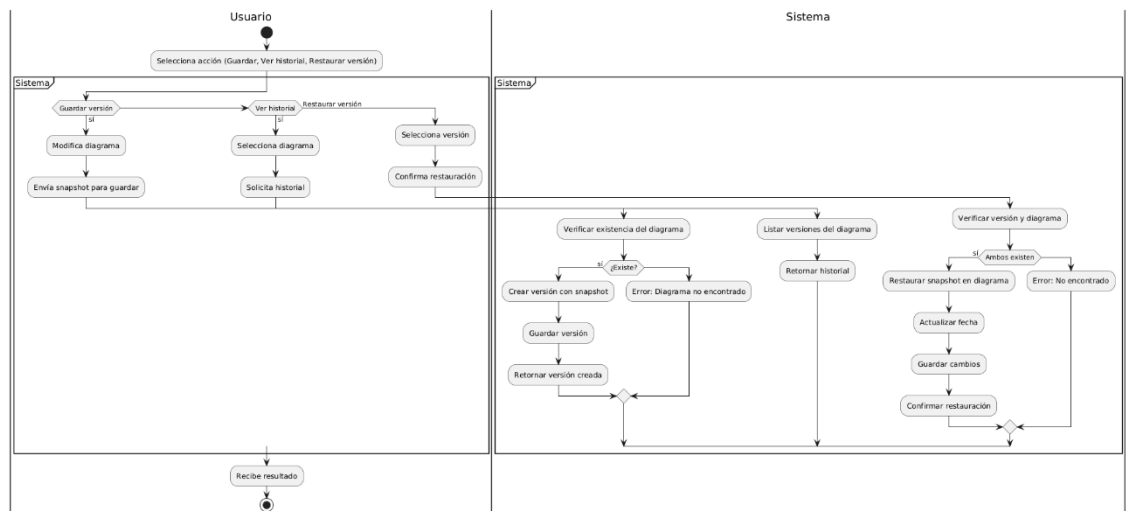 Usuario
Sistema
Selecciona acción (Guardar, Ver historial, Restaurar versión)
Sistema
Sistema
Guardar versión
sí
Ver historial
sí
Restaurar versión
Modifica diagrama
Envía snapshot para guardar
Selecciona diagrama
Solicita historial
Selecciona versión
Confirma restauración
Verificar existencia del diagrama
¿Existe?
sí
Crear versión con snapshot
Guardar versión
Retornar versión creada
Error: Diagrama no encontrado
Listar versiones del diagrama
Retornar historial
Verificar versión y diagrama
Ambos existen
sí
Restaurar snapshot en diagrama
Actualizar fecha
Guardar cambios
Confirmar restauración
Error: No encontrado
Recibe resultado